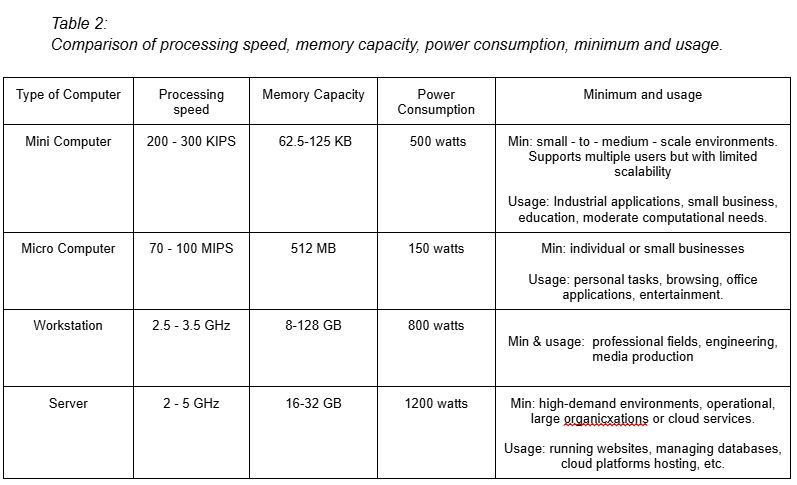 Table 2:
Comparison of processing speed, memory capacity, power consumption, minimum and usage.
Type of Computer
Processing
speed
Memory Capacity
Power
Consumption
Minimum and usage
Mini Computer
200 - 300 KIPS
62.5-125 KB
500 watts
Min: small - to - medium - scale environments.
Supports multiple users but with limited
scalability
Usage: Industrial applications, small business,
education, moderate computational needs.
Micro Computer
70 - 100 MIPS
512 MB
150 watts
Min: individual or small businesses
Usage: personal tasks, browsing, office
applications, entertainment.
Workstation
2.5 - 3.5 GHz
8-128 GB
800 watts
Min & usage:  professional fields, engineering,
media production
Server
2 - 5 GHz
16-32 GB
1200 watts
Min: high-demand environments, operational,
large organicxations or cloud services.
Usage: running websites, managing databases,
cloud platforms hosting, etc.